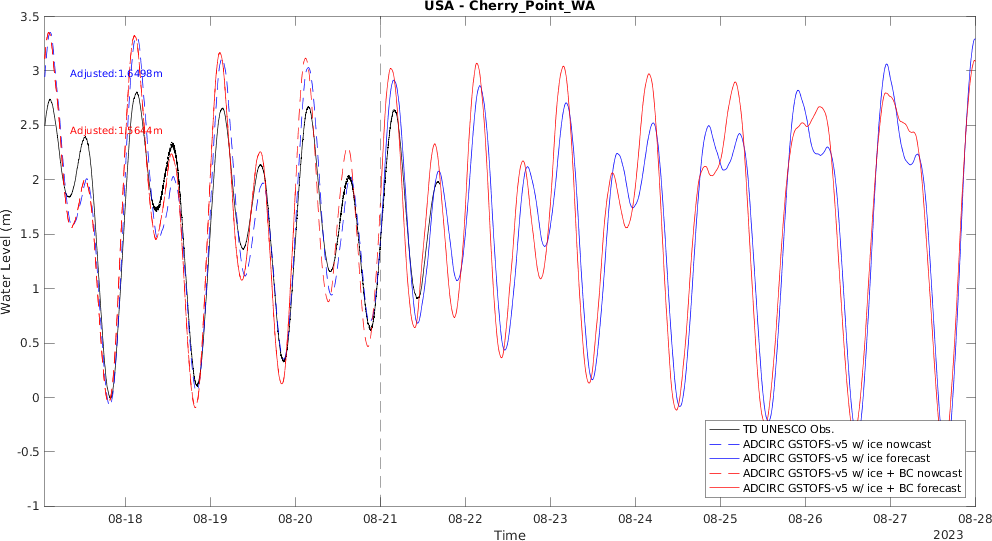 USA - Cherry_Point_WA
3.5
3
2.5
2
1.5
1
0.5
0
-0.5
-1
Water Level (m)
Adjusted:1.6498m
Adjusted:1.5644m
TD UNESCO Obs.
ADCIRC GSTOFS-v5 w/ ice nowcast
ADCIRC GSTOFS-v5 w/ ice forecast
ADCIRC GSTOFS-v5 w/ ice + BC nowcast
ADCIRC GSTOFS-v5 w/ ice + BC forecast
08-18 08-19 08-20 08-21 08-22 08-23 08-24 08-25 08-26 08-27 08-28
Time
2023